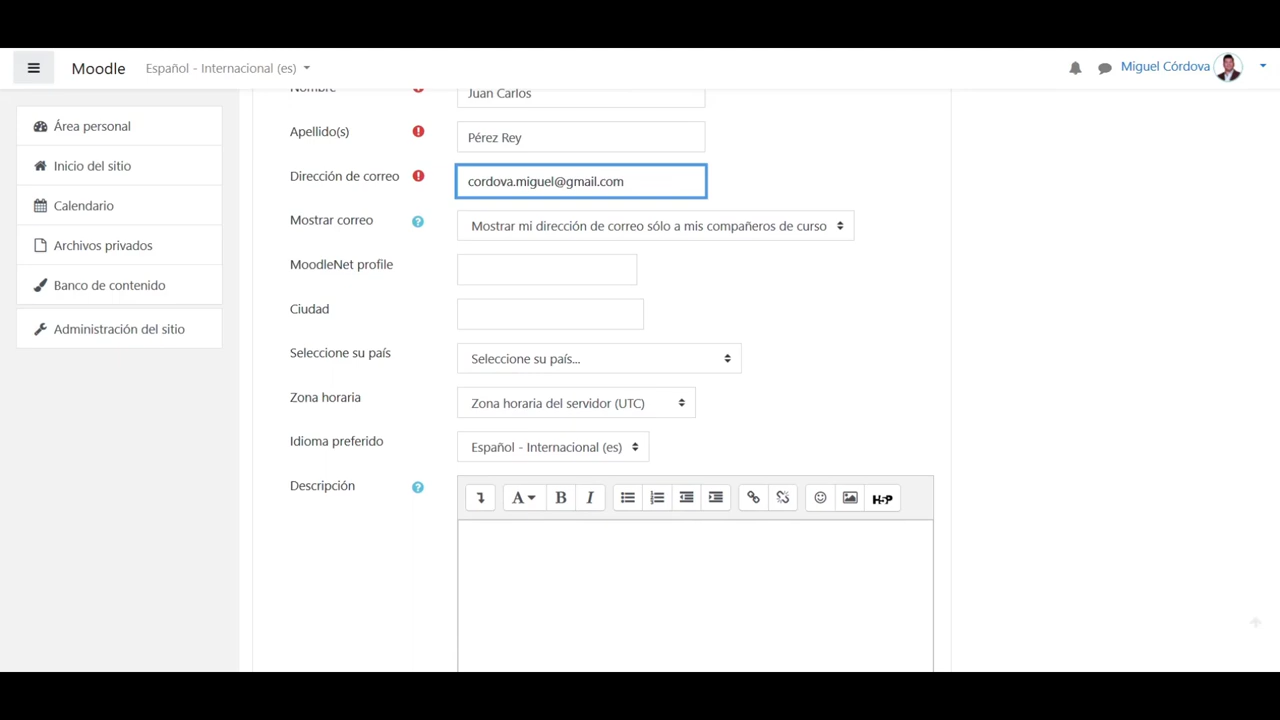 Moodle Español - Internacional (es) Miguel Córdova
Área personal
Inicio del sitio
Calendario
Archivos privados
Banco de contenido
Administración del sitio
Nombre Juan Carlos
Apellido(s) Pérez Rey
Dirección de correo cordova.miguel@gmail.com
Mostrar correo Mostrar mi dirección de correo sólo a mis compañeros de curso
MoodleNet profile
Ciudad
Seleccione su país Seleccione su país...
Zona horaria Zona horaria del servidor (UTC)
Idioma preferido Español - Internacional (es)
Descripción
A B I H5P